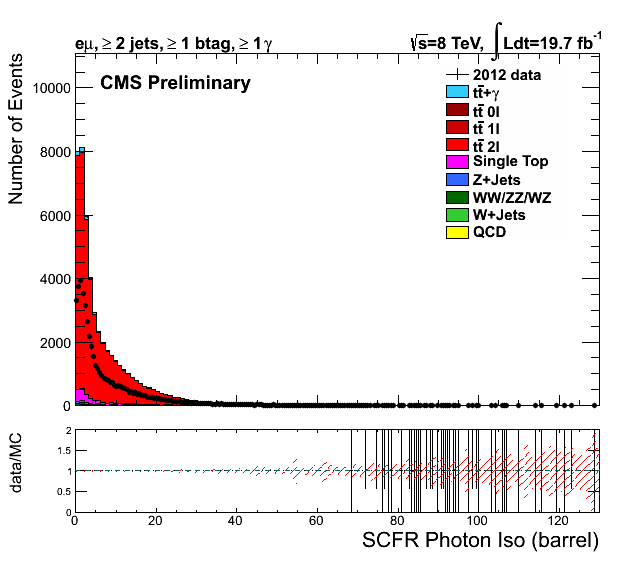 eμ, ≥ 2 jets, ≥ 1 btag, ≥ 1 γ
√s=8 TeV, ∫ Ldt=19.7 fb⁻¹
CMS Preliminary
2012 data
tt̄+γ
tt̄ 0l
tt̄ 1l
tt̄ 2l
Single Top
Z+Jets
WW/ZZ/WZ
W+Jets
QCD
Number of Events
10000
8000
6000
4000
2000
0
data/MC
2
1.5
1
0.5
0
0 20 40 60 80 100 120
SCFR Photon Iso (barrel)